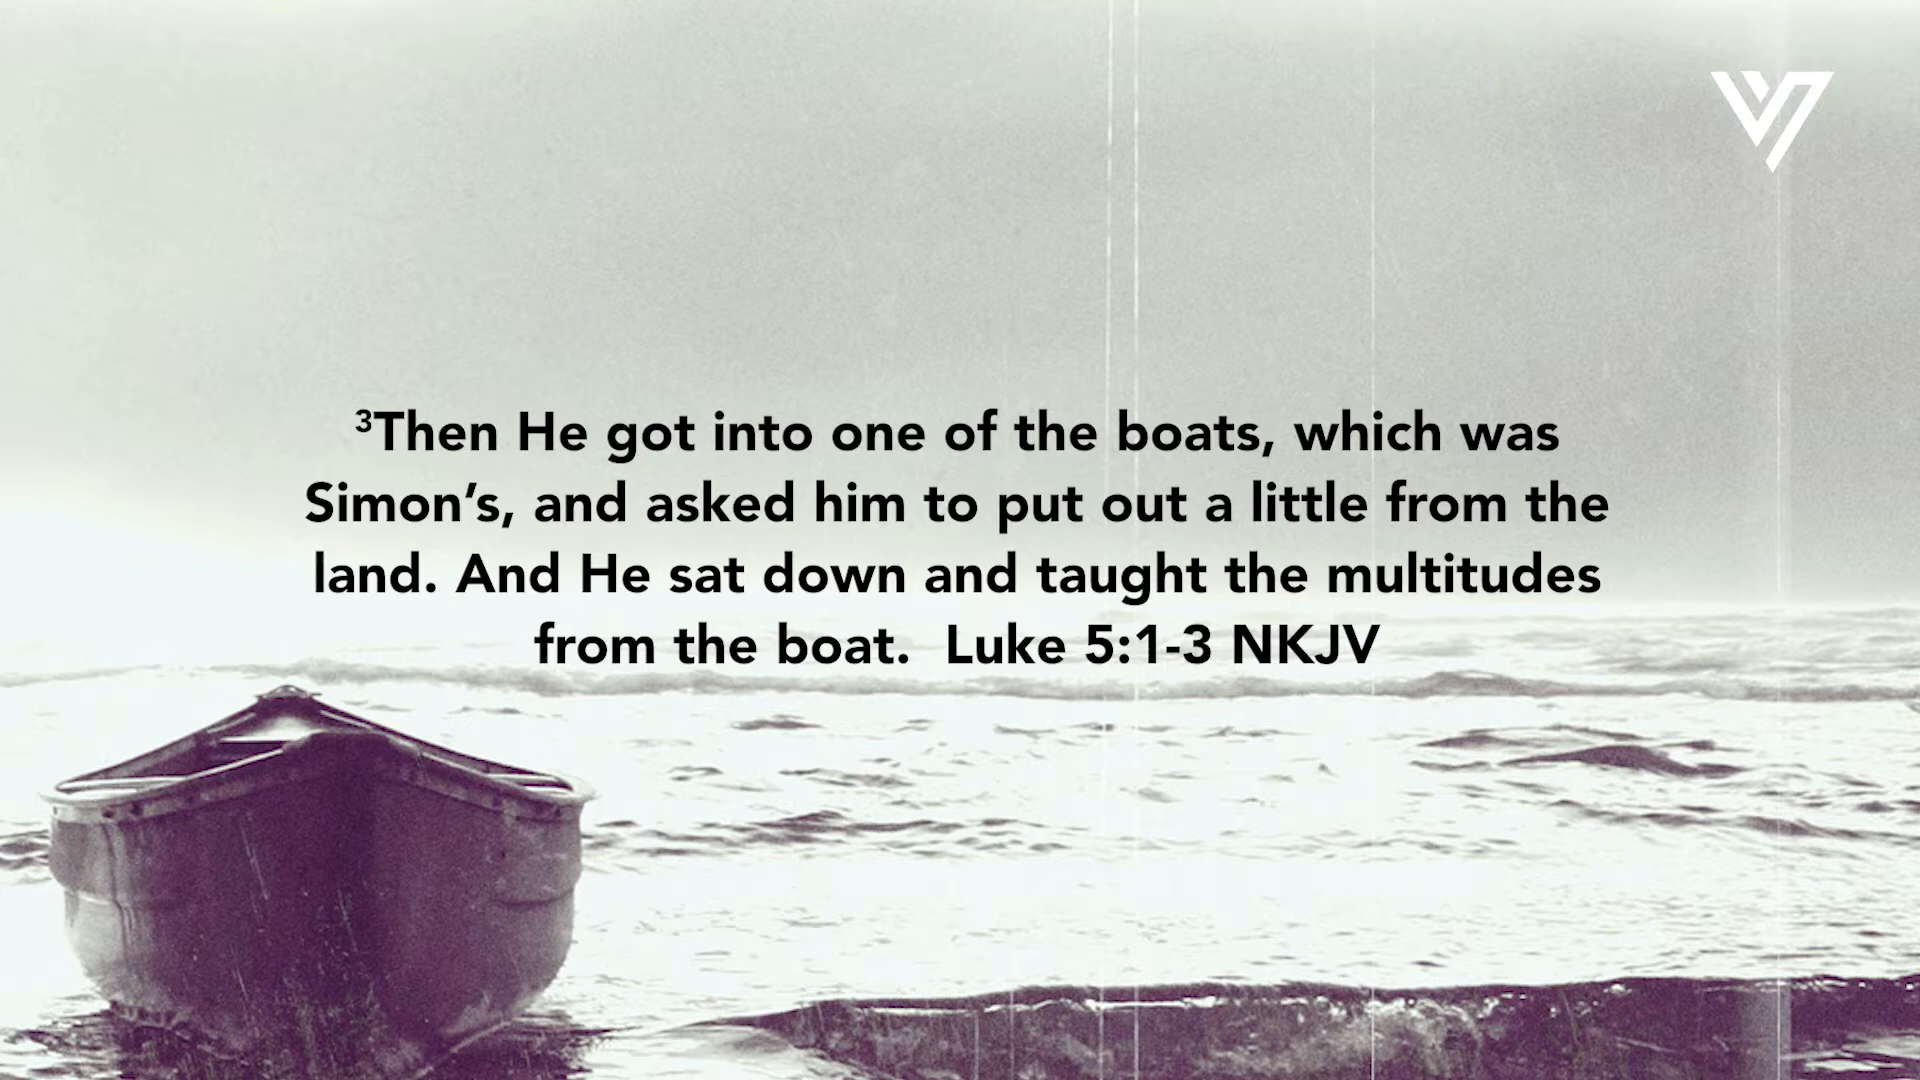 ³Then He got into one of the boats, which was
Simon’s, and asked him to put out a little from the
land. And He sat down and taught the multitudes
from the boat.  Luke 5:1-3 NKJV